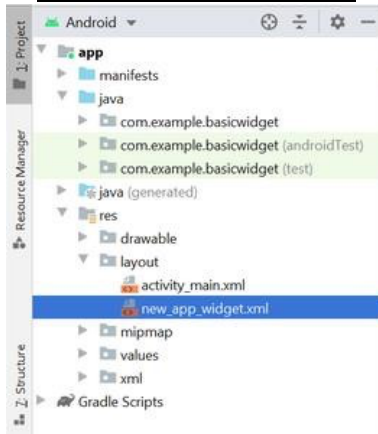 Android
1: Project
app
manifests
java
com.example.basicwidget
com.example.basicwidget (androidTest)
com.example.basicwidget (test)
java (generated)
res
drawable
layout
activity_main.xml
new_app_widget.xml
mipmap
values
xml
Gradle Scripts
Resource Manager
Z: Structure